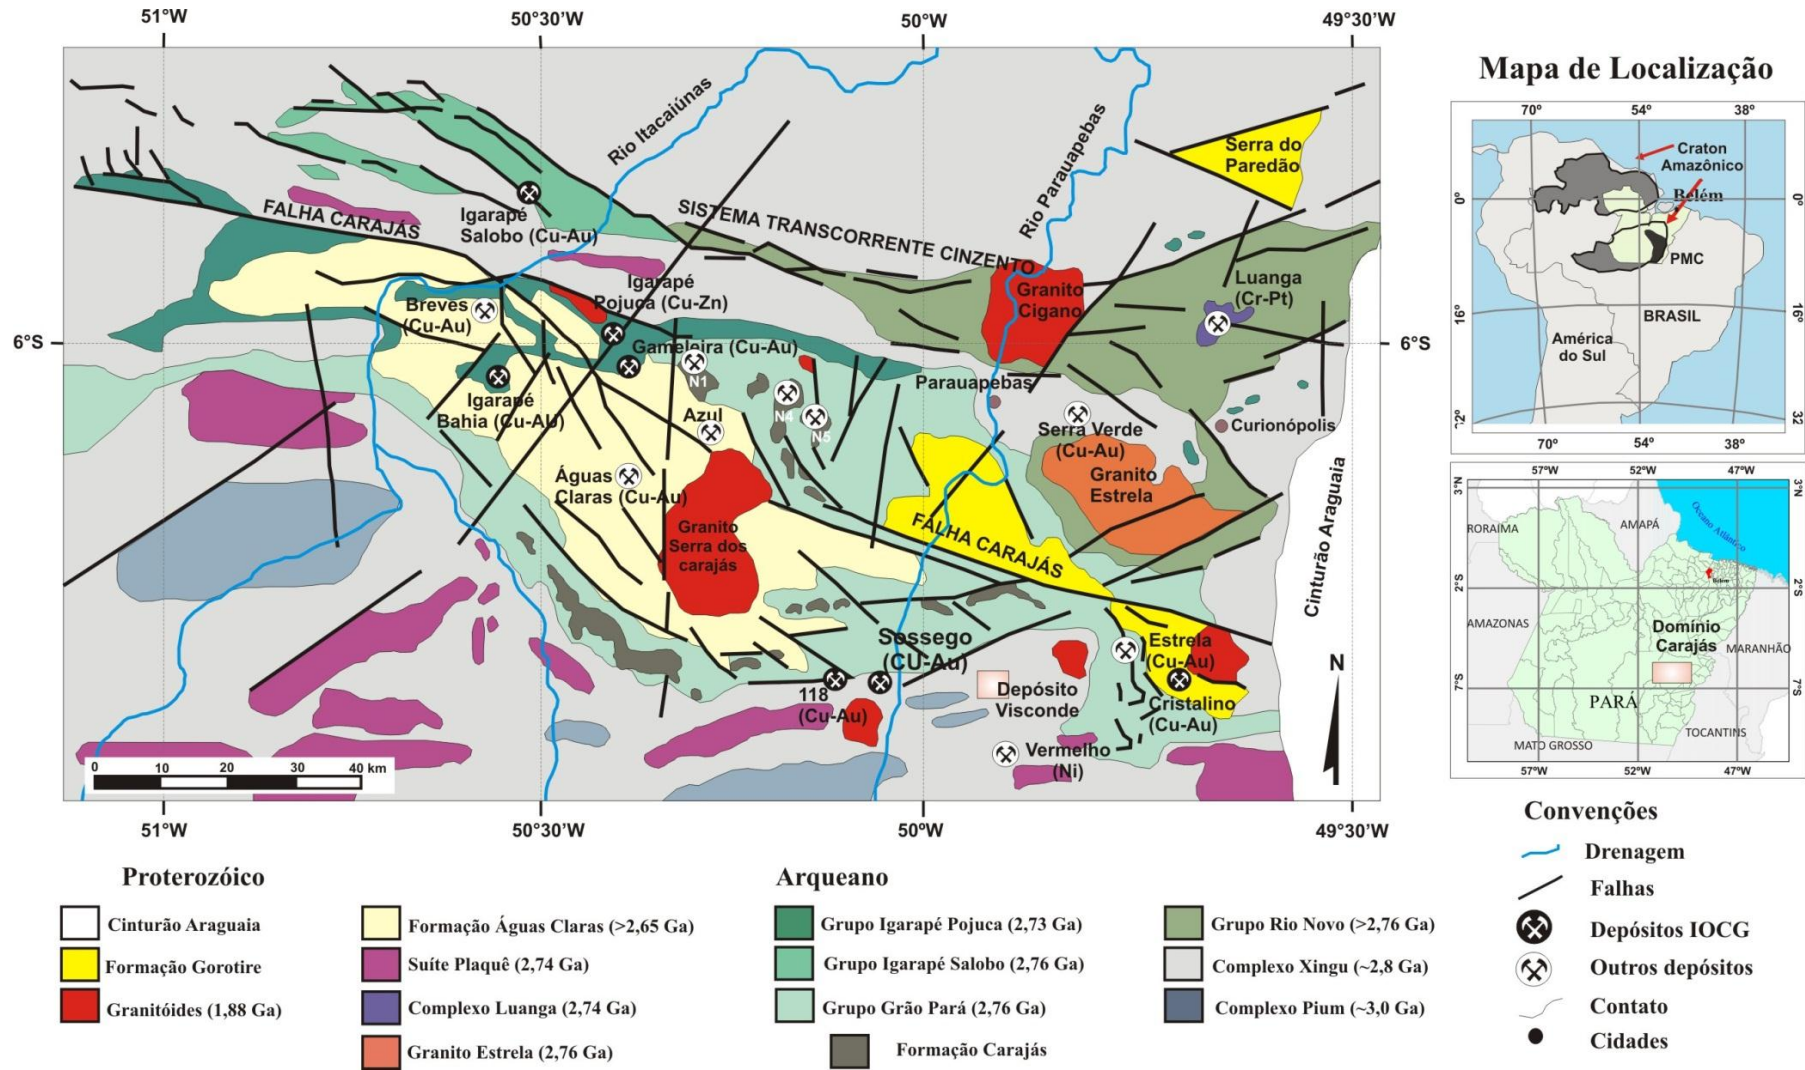 51°W
50°30'W
50°W
49°30'W
6°S
6°S
Rio Itacaiúnas
Rio Parauapebas
Serra do
Paredão
FALHA CARAJÁS
SISTEMA TRANSCORRENTE CINZENTO
Igarapé
Salobo (Cu-Au)
Igarapé
Pojuca (Cu-Zn)
Breves
(Cu-Au)
Gameleira (Cu-Au)
N1
N4
N5
Igarapé
Bahia (Cu-AU)
Azul
Águas
Claras (Cu-Au)
Granito
Serra dos
carajás
Granito
Cigano
Luanga
(Cr-Pt)
Parauapebas
Curionópolis
Serra Verde
(Cu-Au)
Granito
Estrela
FALHA CARAJÁS
Cinturão Araguaia
Sossego
(CU-Au)
118
(Cu-Au)
Depósito
Visconde
Estrela
(Cu-Au)
Cristalino
(Cu-Au)
Vermelho
(Ni)
N
0 10 20 30 40 km
51°W
50°30'W
50°W
49°30'W
Mapa de Localização
70° 54° 38°
Craton
Amazônico
Belém
0° 0°
PMC
16° 16°
BRASIL
América
do Sul
32
70° 54° 38°
57°W 52°W 47°W
3°N 3°N
RORAIMA
AMAPÁ
Oceano Atlântico
Belém
2°S 2°S
AMAZONAS
Domínio
Carajás
MARANHÃO
7°S 7°S
PARÁ
MATO GROSSO
TOCANTINS
57°W 52°W 47°W
Convenções
Drenagem
Falhas
Depósitos IOCG
Outros depósitos
Contato
Cidades
Proterozóico
Cinturão Araguaia
Formação Gorotire
Granitóides (1,88 Ga)
Arqueano
Formação Águas Claras (>2,65 Ga)
Suíte Plaquê (2,74 Ga)
Complexo Luanga (2,74 Ga)
Granito Estrela (2,76 Ga)
Grupo Igarapé Pojuca (2,73 Ga)
Grupo Igarapé Salobo (2,76 Ga)
Grupo Grão Pará (2,76 Ga)
Formação Carajás
Grupo Rio Novo (>2,76 Ga)
Complexo Xingu (~2,8 Ga)
Complexo Pium (~3,0 Ga)